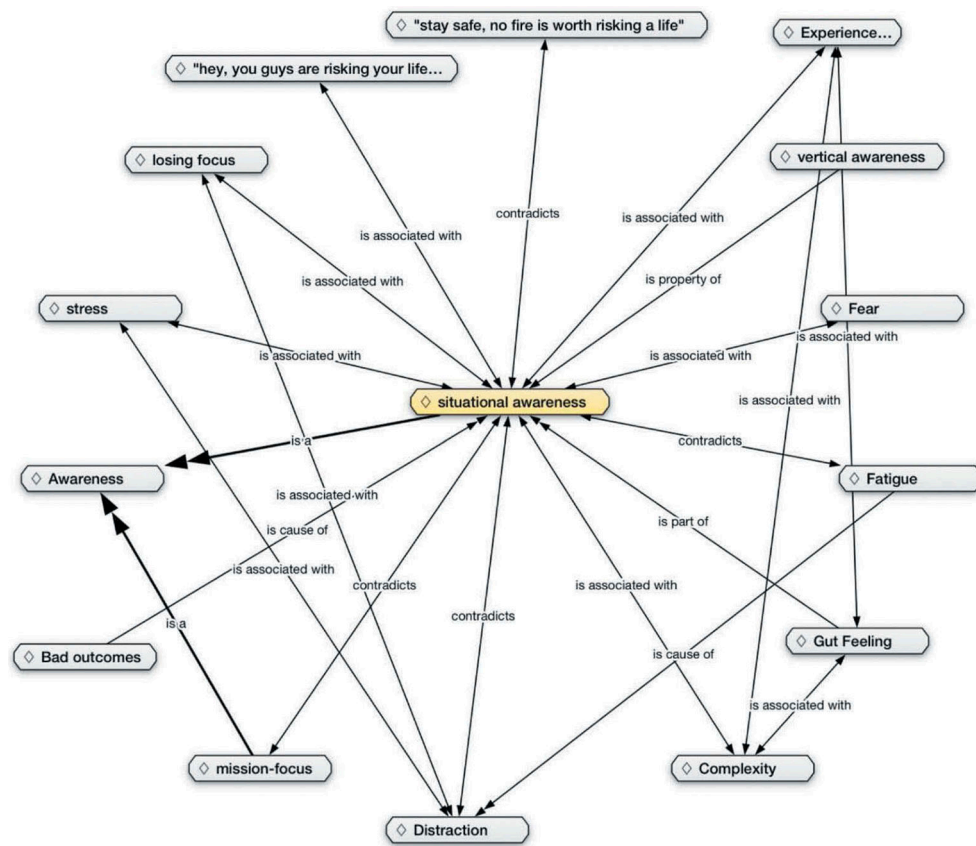 "stay safe, no fire is worth risking a life"
Experience…
"hey, you guys are risking your life…
losing focus
vertical awareness
contradicts
is associated with
is associated with
is associated with
is property of
stress
Fear
is associated with
is associated with
is associated with
is associated with
situational awareness
is a
contradicts
Awareness
Fatigue
is associated with
is part of
is cause of
is associated with
contradicts
is associated with
contradicts
is a
Gut Feeling
Bad outcomes
is cause of
is associated with
mission-focus
Complexity
Distraction